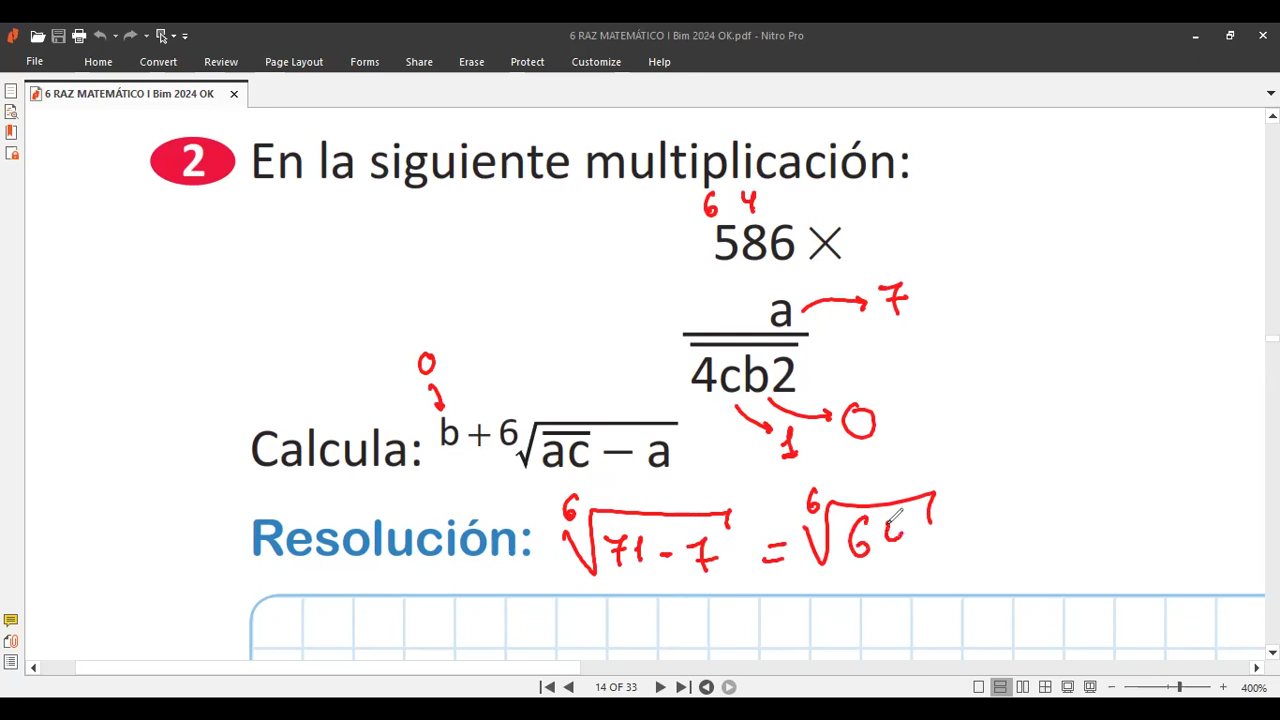 6 RAZ MATEMÁTICO I Bim 2024 OK.pdf - Nitro Pro
File Home Convert Review Page Layout Forms Share Erase Protect Customize Help
6 RAZ MATEMÁTICO I Bim 2024 OK
2 En la siguiente multiplicación:
6 4
586 ×
a 7
4cb2
0
1 0
Calcula: b + 6√ac − a
Resolución: 6√71 - 7 = 6√6
14 OF 33
400%